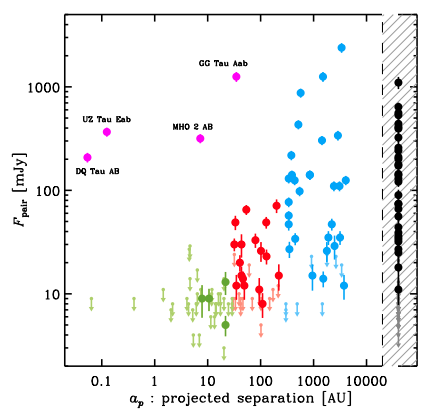 GG Tau Aab
UZ Tau Eab
MHO 2 AB
DQ Tau AB
1000
100
10
F_pair [mJy]
0.1 1 10 100 1000 10000
a_p : projected separation [AU]